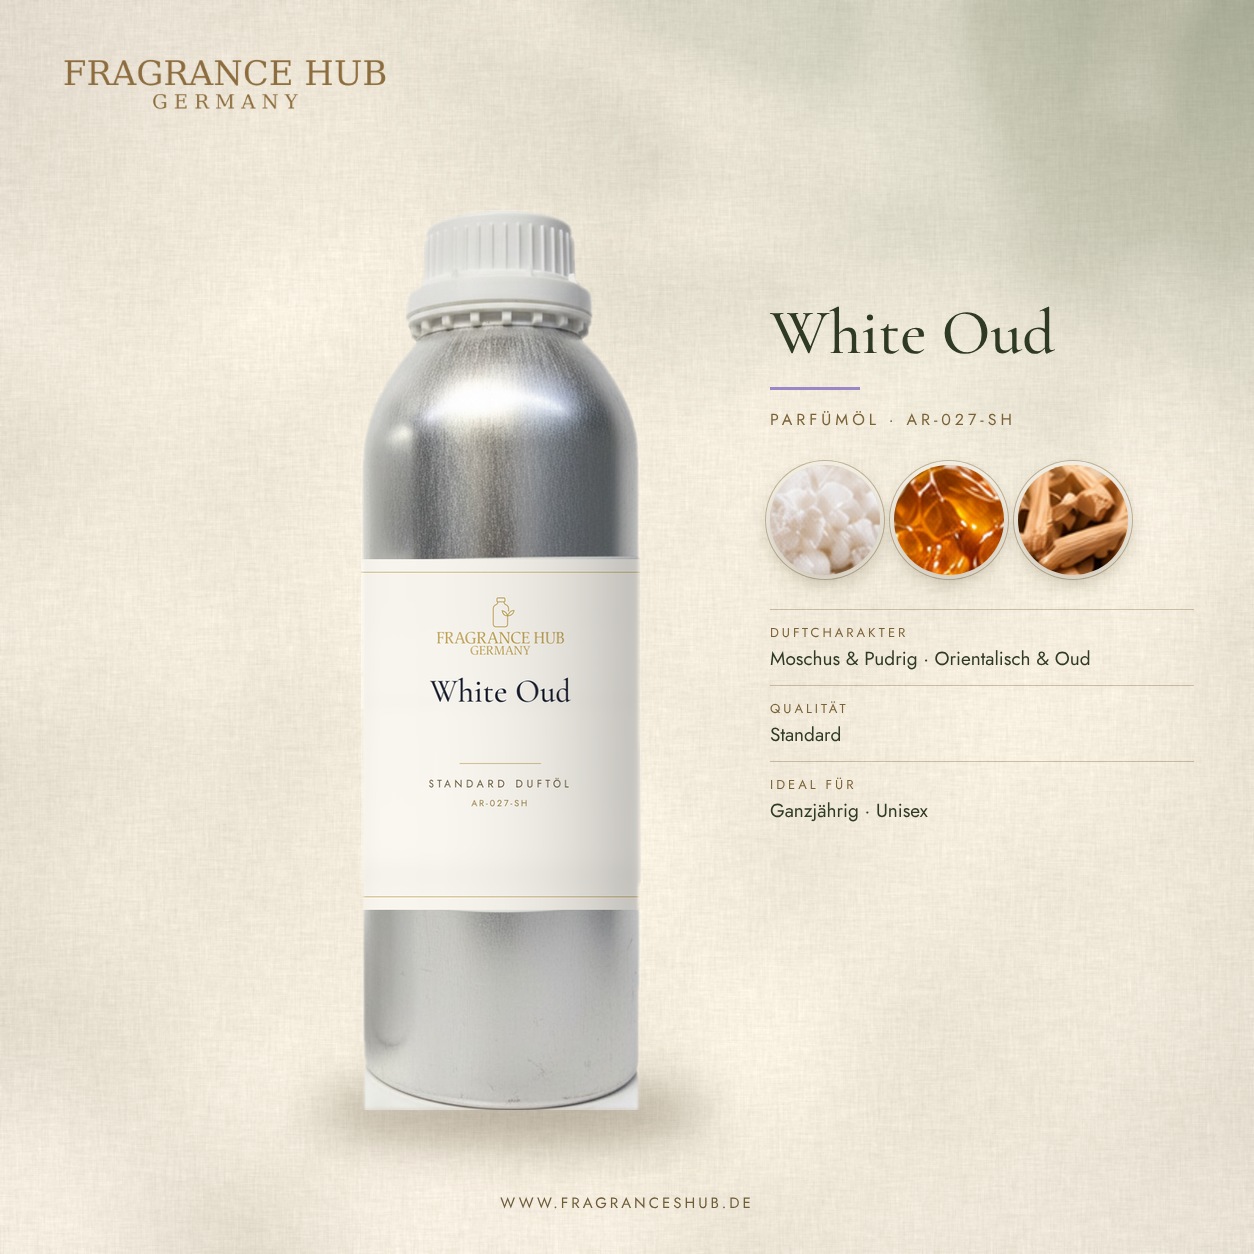 FRAGRANCE HUB
GERMANY
White Oud
PARFÜMÖL · AR-027-SH
DUFTCHARAKTER
Moschus & Pudrig · Orientalisch & Oud
QUALITÄT
Standard
IDEAL FÜR
Ganzjährig · Unisex
FRAGRANCE HUB
GERMANY
White Oud
STANDARD DUFTÖL
AR-027-SH
WWW.FRAGRANCESHUB.DE